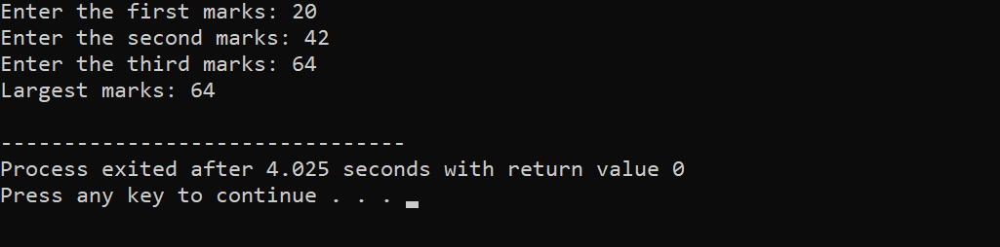 Enter the first marks: 20
Enter the second marks: 42
Enter the third marks: 64
Largest marks: 64
--------------------------------
Process exited after 4.025 seconds with return value 0
Press any key to continue . . .